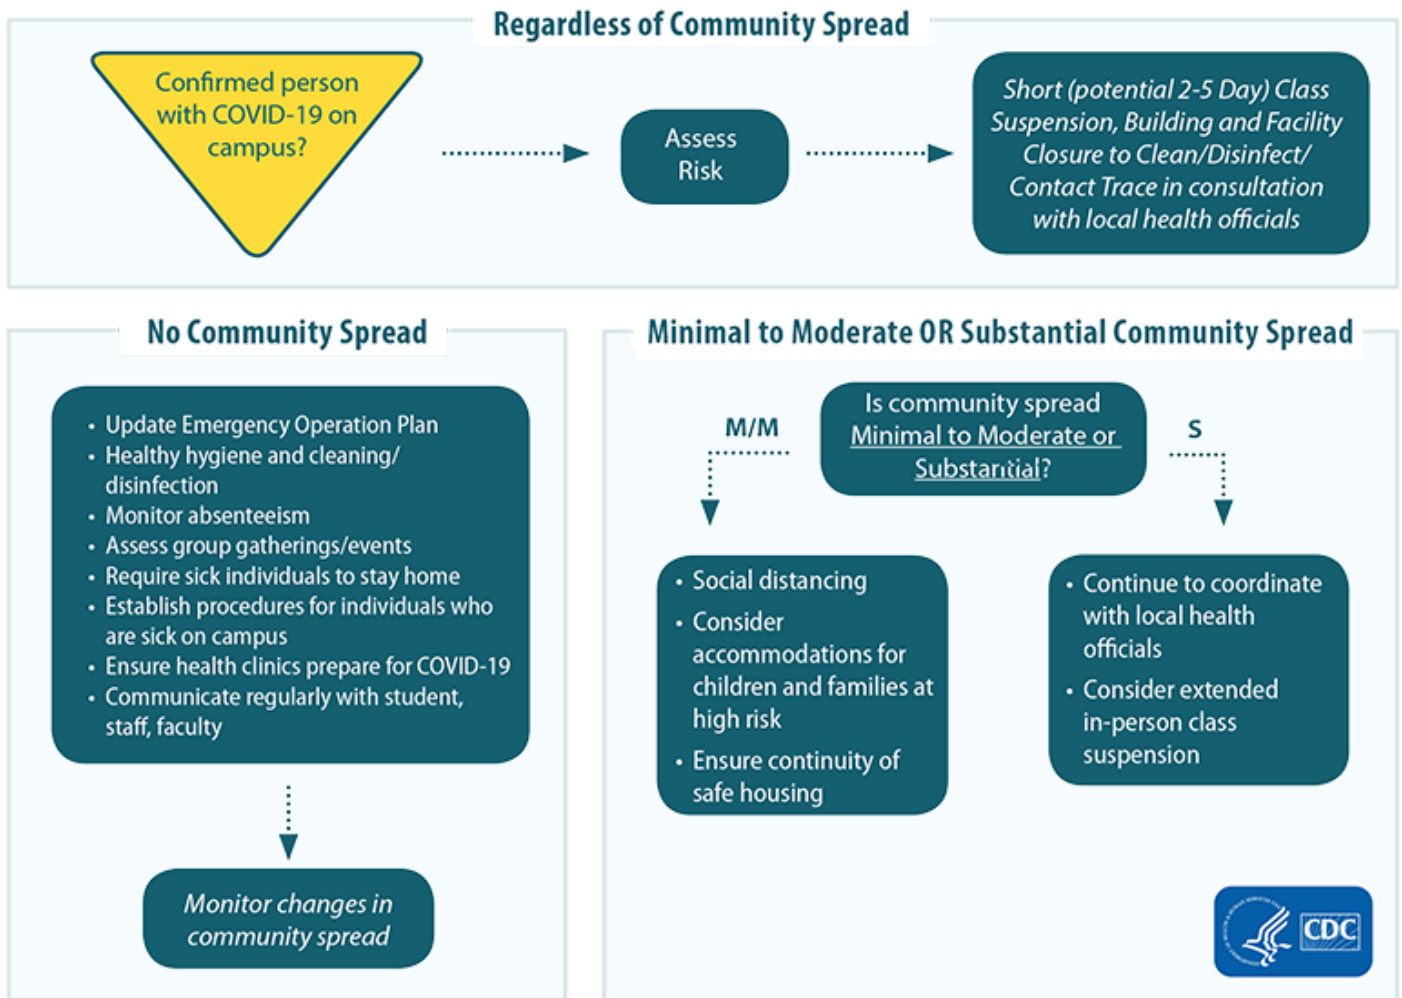 Regardless of Community Spread
Confirmed person
with COVID-19 on
campus?
Assess
Risk
Short (potential 2-5 Day) Class
Suspension, Building and Facility
Closure to Clean/Disinfect/
Contact Trace in consultation
with local health officials
No Community Spread
• Update Emergency Operation Plan
• Healthy hygiene and cleaning/
disinfection
• Monitor absenteeism
• Assess group gatherings/events
• Require sick individuals to stay home
• Establish procedures for individuals who
are sick on campus
• Ensure health clinics prepare for COVID-19
• Communicate regularly with student,
staff, faculty
Monitor changes in
community spread
Minimal to Moderate OR Substantial Community Spread
Is community spread
Minimal to Moderate or
Substantial?
M/M
S
• Social distancing
• Consider
accommodations for
children and families at
high risk
• Ensure continuity of
safe housing
• Continue to coordinate
with local health
officials
• Consider extended
in-person class
suspension
CDC